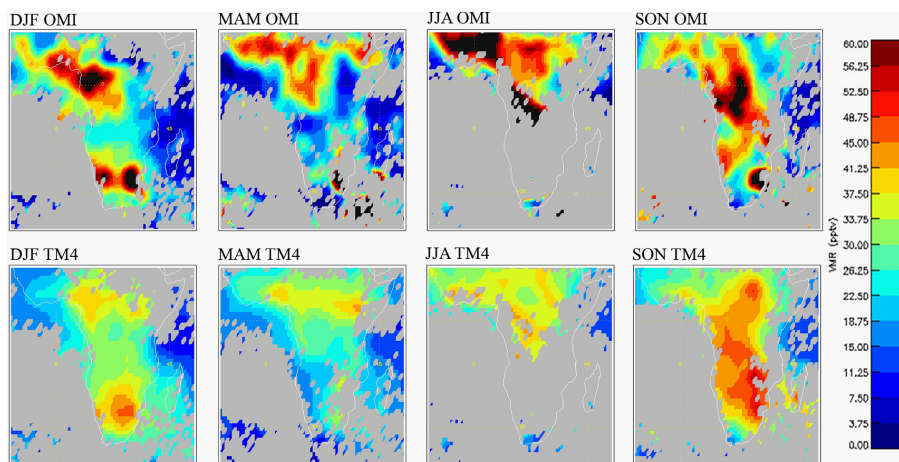 DJF OMI
MAM OMI
JJA OMI
SON OMI
60.00
56.25
52.50
48.75
45.00
41.25
37.50
33.75
30.00
26.25
22.50
18.75
15.00
11.25
7.50
3.75
0.00
VMR [pptv]
DJF TM4
MAM TM4
JJA TM4
SON TM4